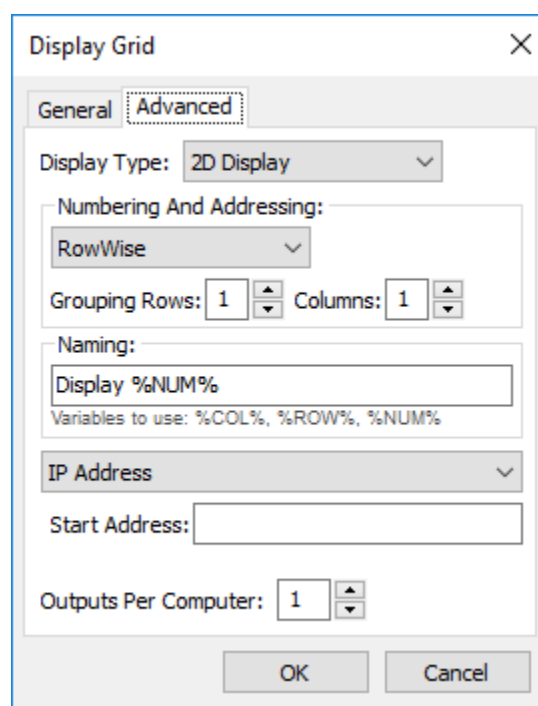 Display Grid
General Advanced
Display Type: 2D Display
Numbering And Addressing:
RowWise
Grouping Rows: 1 Columns: 1
Naming:
Display %NUM%
Variables to use: %COL%, %ROW%, %NUM%
IP Address
Start Address:
Outputs Per Computer: 1
OK Cancel